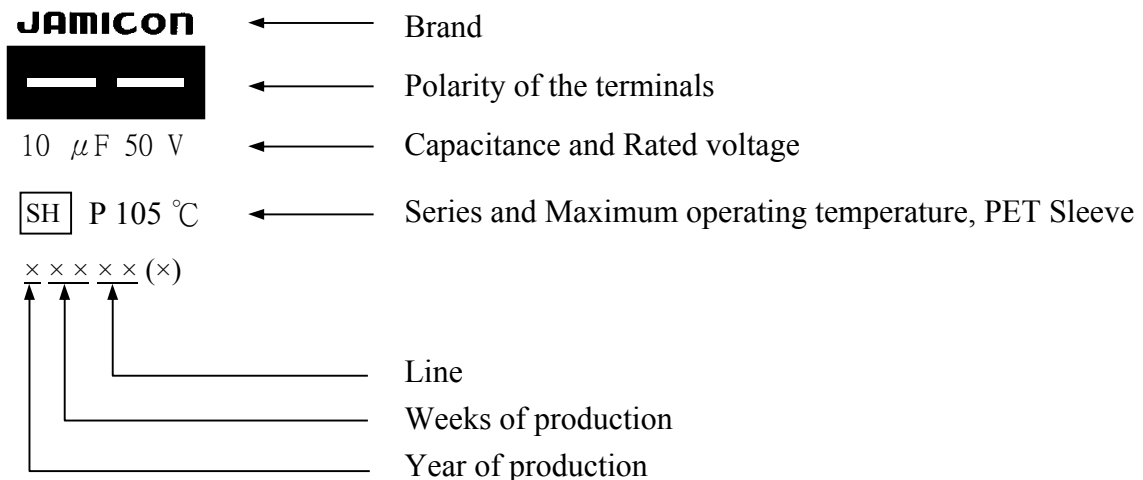 JAMICON Brand
Polarity of the terminals
10 μF 50 V Capacitance and Rated voltage
SH P 105 ℃ Series and Maximum operating temperature, PET Sleeve
× × × × × (×)
Line
Weeks of production
Year of production